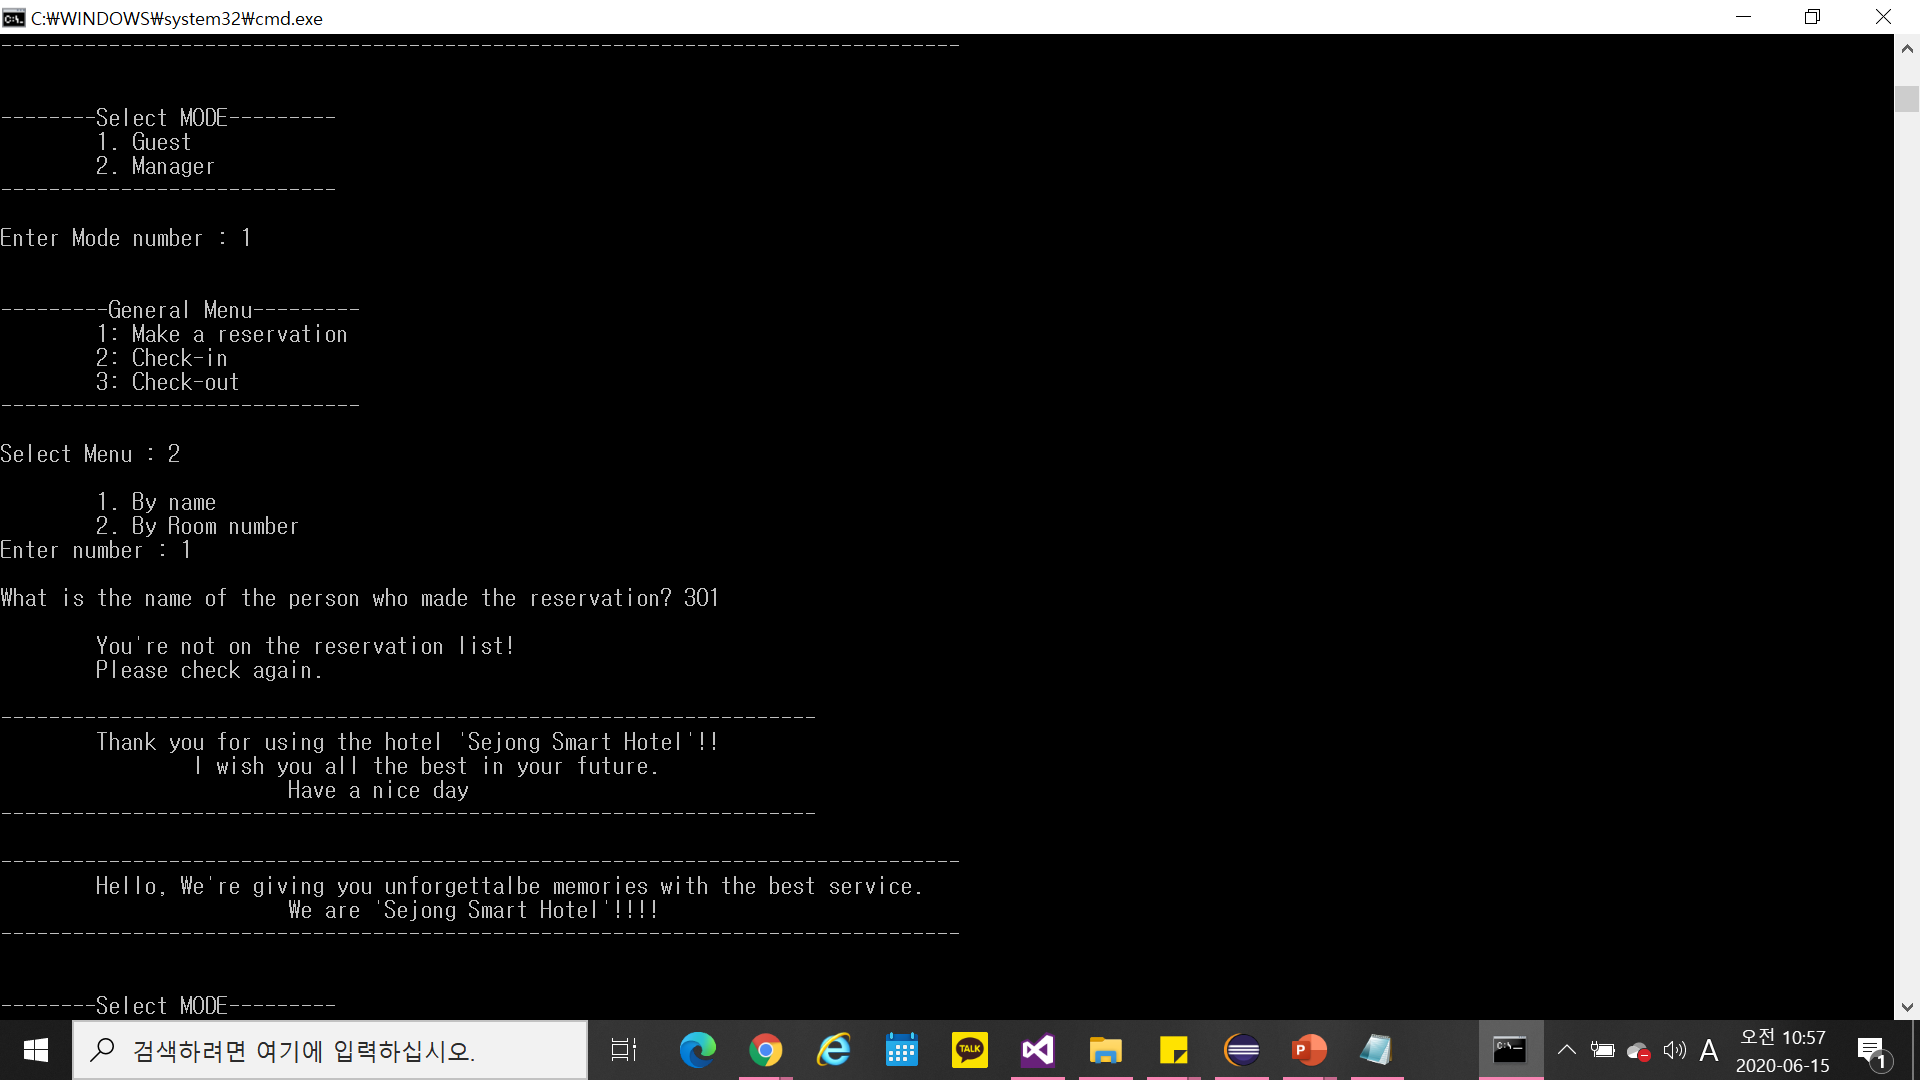 C:₩WINDOWS₩system32₩cmd.exe
--------------------------------------------------------------------------------
--------Select MODE---------
1. Guest
2. Manager
----------------------------
Enter Mode number : 1
---------General Menu---------
1: Make a reservation
2: Check-in
3: Check-out
------------------------------
Select Menu : 2
1. By name
2. By Room number
Enter number : 1
What is the name of the person who made the reservation? 301
You're not on the reservation list!
Please check again.
--------------------------------------------------------------------
Thank you for using the hotel 'Sejong Smart Hotel'!!
I wish you all the best in your future.
Have a nice day
--------------------------------------------------------------------
--------------------------------------------------------------------------------
Hello, We're giving you unforgettalbe memories with the best service.
We are 'Sejong Smart Hotel'!!!!
--------------------------------------------------------------------------------
--------Select MODE---------
검색하려면 여기에 입력하십시오.
TALK
A
오전 10:57
2020-06-15
1